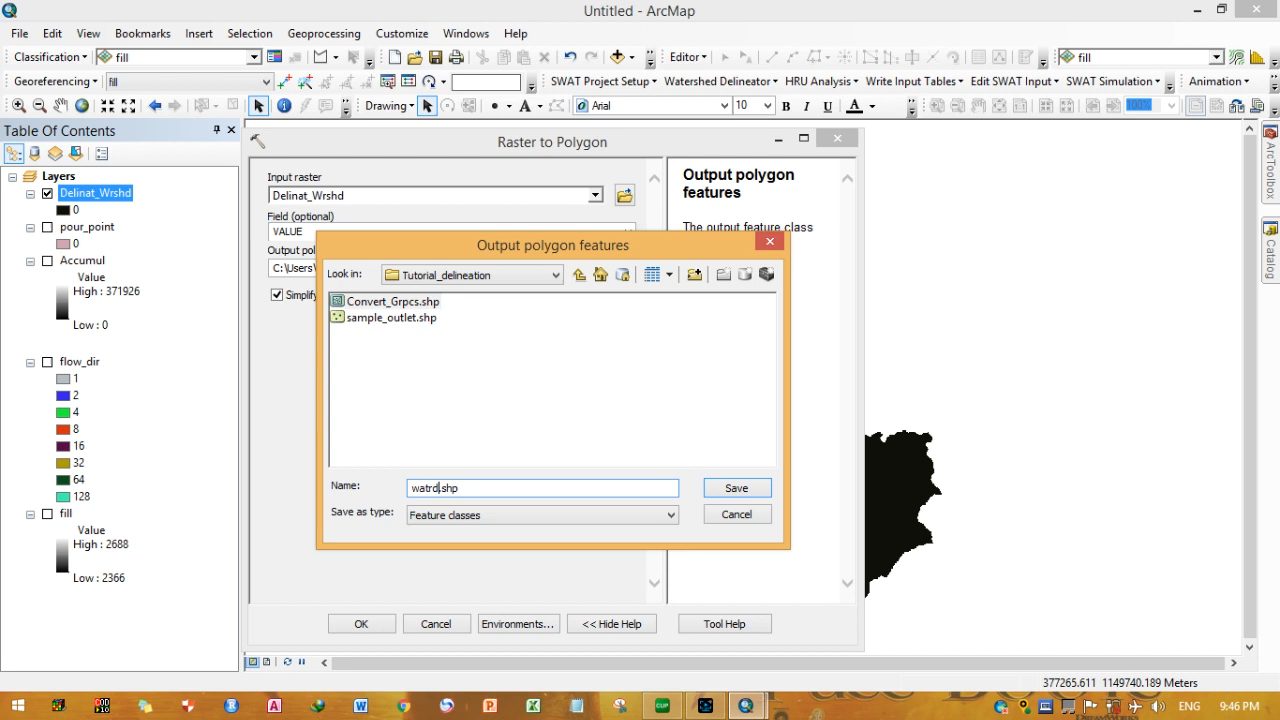 Untitled - ArcMap
File Edit View Bookmarks Insert Selection Geoprocessing Customize Windows Help
Classification fill Editor fill
Georeferencing fill SWAT Project Setup Watershed Delineator HRU Analysis Write Input Tables Edit SWAT Input SWAT Simulation Animation
Drawing Arial 10 B I U A 100%
Table Of Contents
Layers
Delinat_Wrshd
0
pour_point
0
Accumul
Value
High : 371926
Low : 0
flow_dir
1
2
4
8
16
32
64
128
fill
Value
High : 2688
Low : 2366
Raster to Polygon
Input raster
Delinat_Wrshd
Field (optional)
VALUE
Output pol
C:\Users\
Simplify
Output polygon features
The output feature class
Output polygon features
Look in: Tutorial_delineation
Convert_Grpcs.shp
sample_outlet.shp
Name: watrd.shp Save
Save as type: Feature classes Cancel
OK Cancel Environments... << Hide Help Tool Help
ArcToolbox
Catalog
377265.611 1149740.189 Meters
ENG 9:46 PM